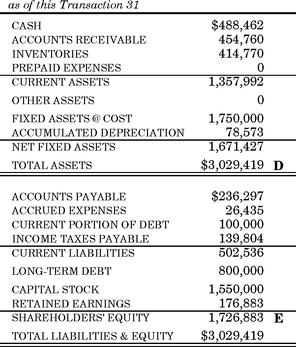 as of this Transaction 31
CASH $488,462
ACCOUNTS RECEIVABLE 454,760
INVENTORIES 414,770
PREPAID EXPENSES 0
CURRENT ASSETS 1,357,992
OTHER ASSETS 0
FIXED ASSETS @ COST 1,750,000
ACCUMULATED DEPRECIATION 78,573
NET FIXED ASSETS 1,671,427
TOTAL ASSETS $3,029,419 D
ACCOUNTS PAYABLE $236,297
ACCRUED EXPENSES 26,435
CURRENT PORTION OF DEBT 100,000
INCOME TAXES PAYABLE 139,804
CURRENT LIABILITIES 502,536
LONG-TERM DEBT 800,000
CAPITAL STOCK 1,550,000
RETAINED EARNINGS 176,883
SHAREHOLDERS' EQUITY 1,726,883 E
TOTAL LIABILITIES & EQUITY $3,029,419